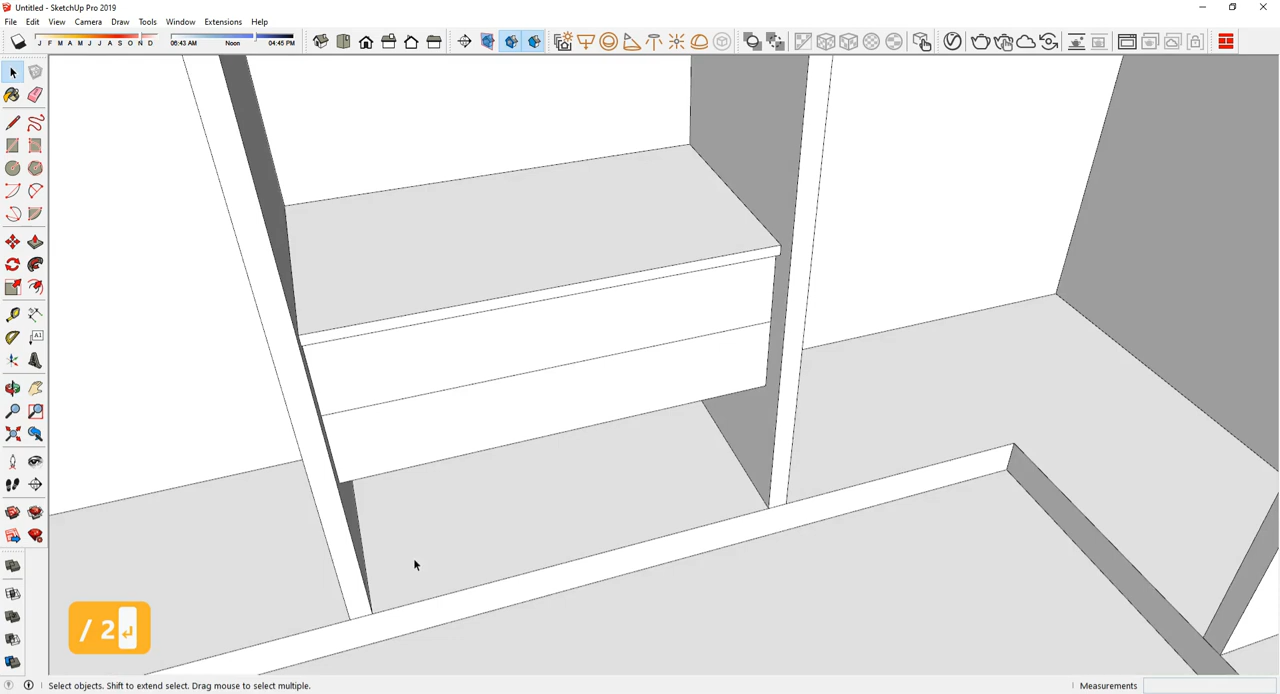 Untitled - SketchUp Pro 2019
File Edit View Camera Draw Tools Window Extensions Help
J F M A M J J A S O N D
06:43 AM Noon 04:45 PM
A1
/ 2
Select objects. Shift to extend select. Drag mouse to select multiple.
Measurements